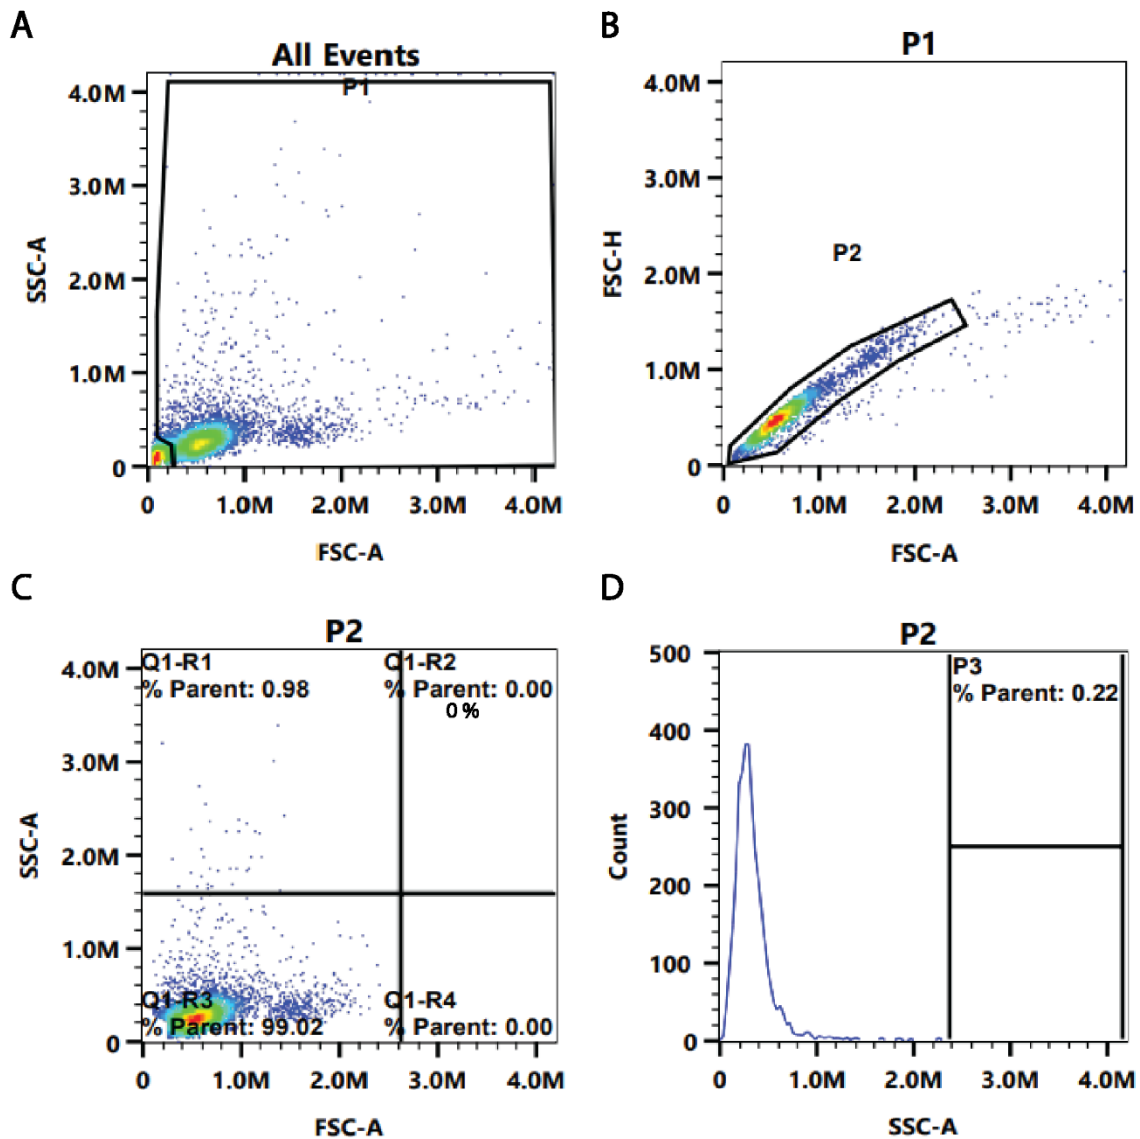 A
All Events
P1
4.0M
3.0M
2.0M
1.0M
0
SSC-A
0 1.0M 2.0M 3.0M 4.0M
FSC-A
B
P1
4.0M
3.0M
2.0M
1.0M
0
FSC-H
P2
0 1.0M 2.0M 3.0M 4.0M
FSC-A
C
P2
Q1-R1 Q1-R2
% Parent: 0.98 % Parent: 0.00
0 %
4.0M
3.0M
2.0M
1.0M
0
SSC-A
Q1-R3 Q1-R4
% Parent: 99.02 % Parent: 0.00
0 1.0M 2.0M 3.0M 4.0M
FSC-A
D
P2
500
400
300
200
100
0
Count
P3
% Parent: 0.22
0 1.0M 2.0M 3.0M 4.0M
SSC-A